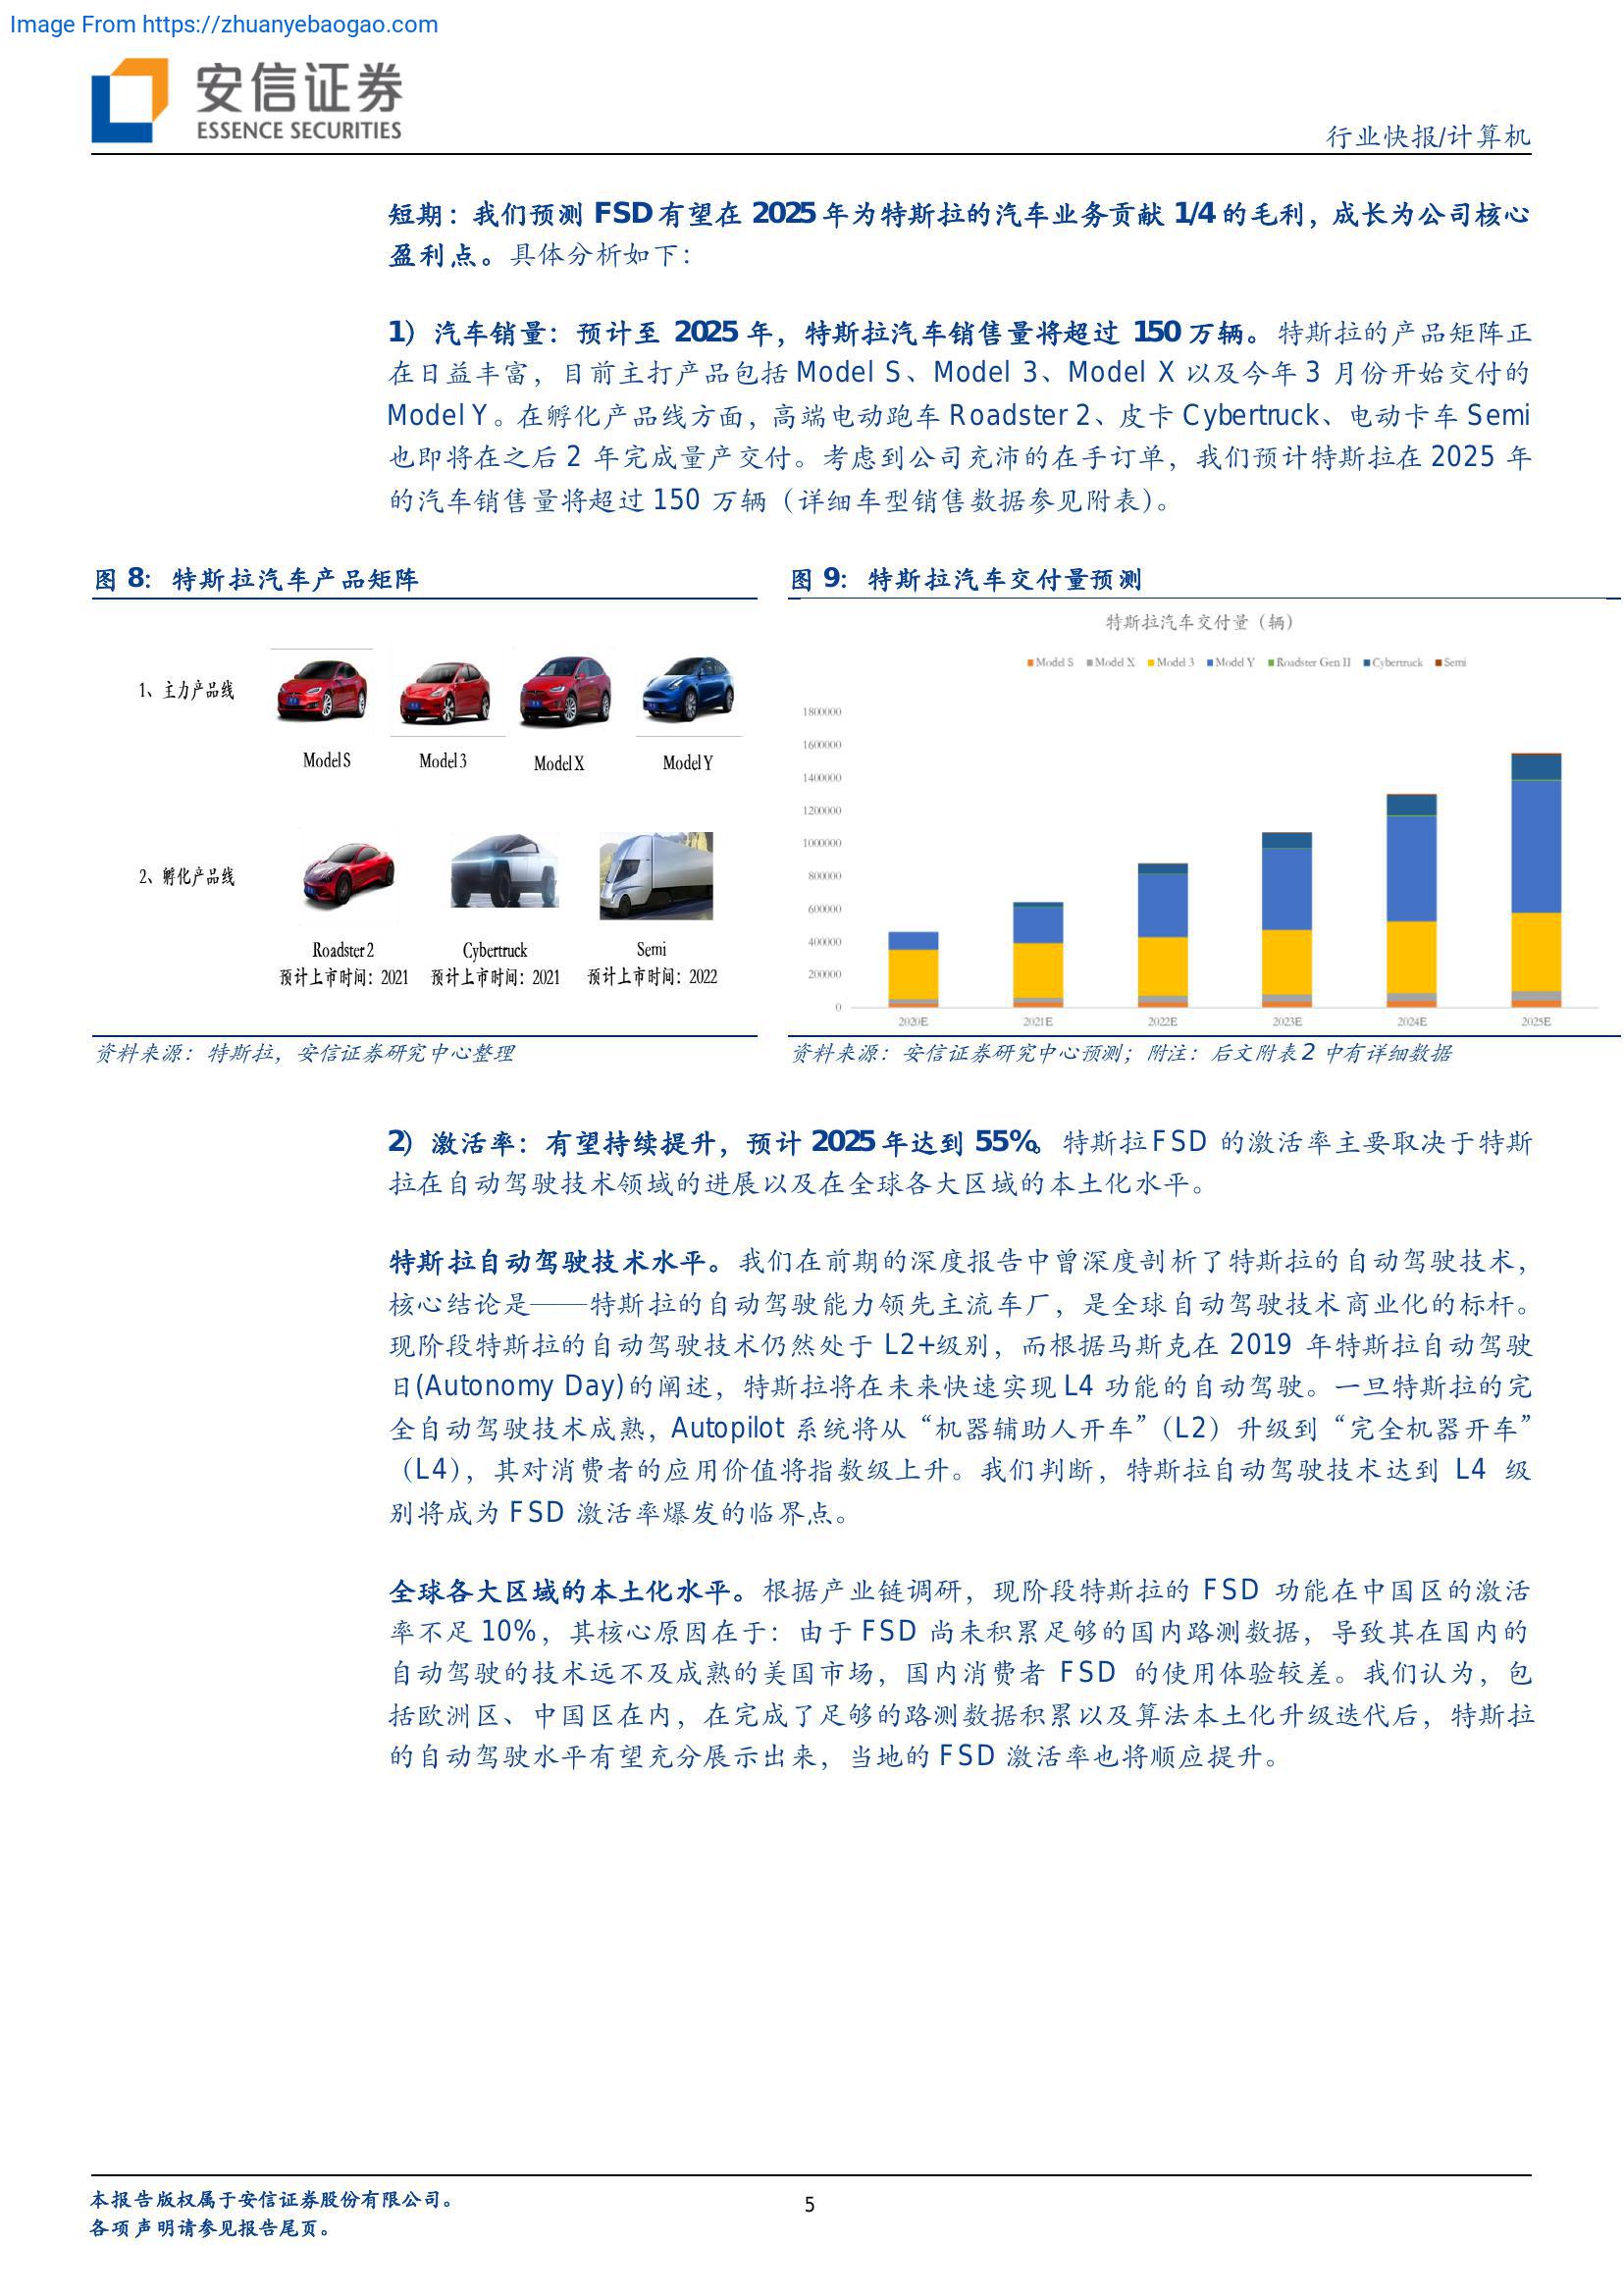 Image From https://zhuanyebaogao.com
安信证券
ESSENCE SECURITIES
行业快报/计算机
短期：我们预测 FSD 有望在 2025 年为特斯拉的汽车业务贡献 1/4 的毛利，成长为公司核心
盈利点。具体分析如下：
1）汽车销量：预计至 2025 年，特斯拉汽车销售量将超过 150 万辆。特斯拉的产品矩阵正
在日益丰富，目前主打产品包括 Model S、Model 3、Model X 以及今年 3 月份开始交付的
Model Y。在孵化产品线方面，高端电动跑车 Roadster 2、皮卡 Cybertruck、电动卡车 Semi
也即将在之后 2 年完成量产交付。考虑到公司充沛的在手订单，我们预计特斯拉在 2025 年
的汽车销售量将超过 150 万辆（详细车型销售数据参见附表）。
图 8：特斯拉汽车产品矩阵
1、主力产品线
Model S
Model 3
Model X
Model Y
2、孵化产品线
Roadster 2
Cybertruck
Semi
预计上市时间：2021
预计上市时间：2021
预计上市时间：2022
资料来源：特斯拉，安信证券研究中心整理
图 9：特斯拉汽车交付量预测
特斯拉汽车交付量（辆）
Model S Model X Model 3 Model Y Roadster Gen II Cybertruck Semi
1800000
1600000
1400000
1200000
1000000
800000
600000
400000
200000
0
2020E 2021E 2022E 2023E 2024E 2025E
资料来源：安信证券研究中心预测；附注：后文附表 2 中有详细数据
2）激活率：有望持续提升，预计 2025 年达到 55%。特斯拉 FSD 的激活率主要取决于特斯
拉在自动驾驶技术领域的进展以及在全球各大区域的本土化水平。
特斯拉自动驾驶技术水平。我们在前期的深度报告中曾深度剖析了特斯拉的自动驾驶技术，
核心结论是——特斯拉的自动驾驶能力领先主流车厂，是全球自动驾驶技术商业化的标杆。
现阶段特斯拉的自动驾驶技术仍然处于 L2+级别，而根据马斯克在 2019 年特斯拉自动驾驶
日(Autonomy Day)的阐述，特斯拉将在未来快速实现 L4 功能的自动驾驶。一旦特斯拉的完
全自动驾驶技术成熟，Autopilot 系统将从“机器辅助人开车”（L2）升级到“完全机器开车”
（L4），其对消费者的应用价值将指数级上升。我们判断，特斯拉自动驾驶技术达到 L4 级
别将成为 FSD 激活率爆发的临界点。
全球各大区域的本土化水平。根据产业链调研，现阶段特斯拉的 FSD 功能在中国区的激活
率不足 10%，其核心原因在于：由于 FSD 尚未积累足够的国内路测数据，导致其在国内的
自动驾驶的技术远不及成熟的美国市场，国内消费者 FSD 的使用体验较差。我们认为，包
括欧洲区、中国区在内，在完成了足够的路测数据积累以及算法本土化升级迭代后，特斯拉
的自动驾驶水平有望充分展示出来，当地的 FSD 激活率也将顺应提升。
本报告版权属于安信证券股份有限公司。
各项声明请参见报告尾页。
5